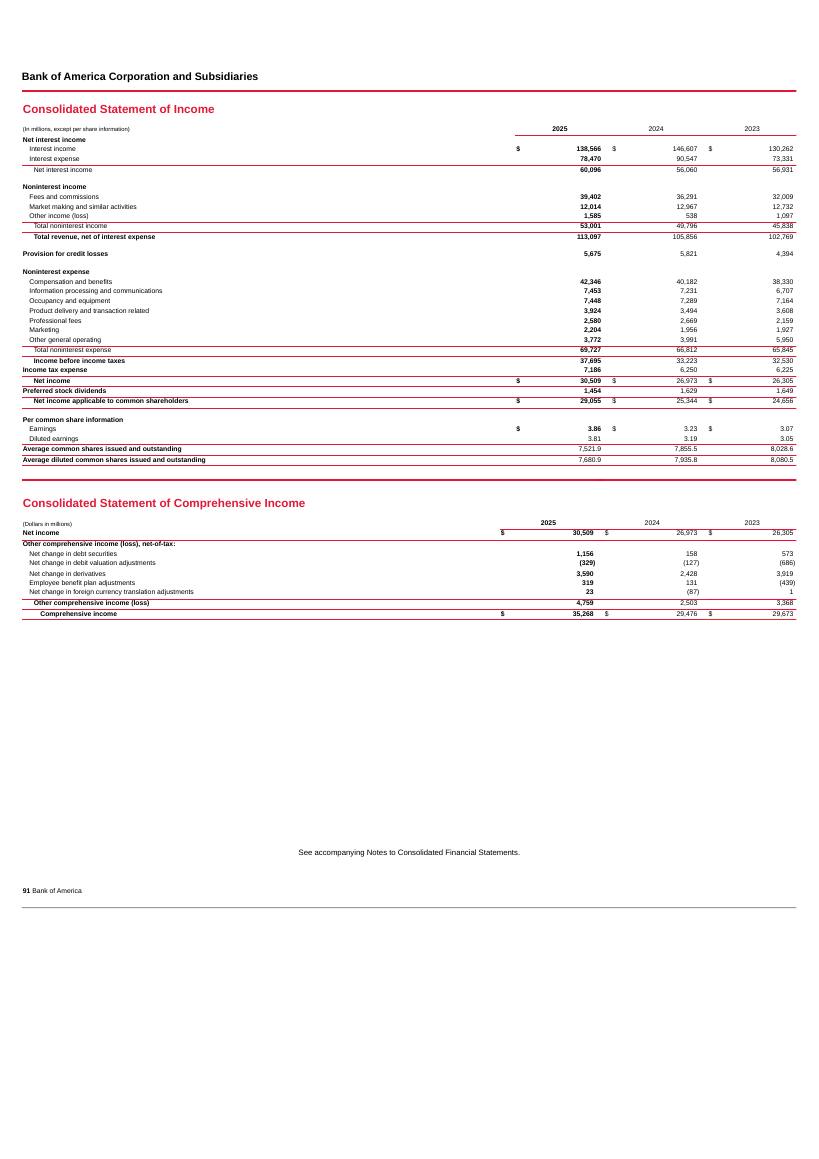 Bank of America Corporation and Subsidiaries
Consolidated Statement of Income
(In millions, except per share information) 2025 2024 2023
Net interest income
Interest income $ 138,566 $ 146,607 $ 130,262
Interest expense 78,470 90,547 73,331
Net interest income 60,096 56,060 56,931
Noninterest income
Fees and commissions 39,402 36,291 32,009
Market making and similar activities 12,014 12,967 12,732
Other income (loss) 1,585 538 1,097
Total noninterest income 53,001 49,796 45,838
Total revenue, net of interest expense 113,097 105,856 102,769
Provision for credit losses 5,675 5,821 4,394
Noninterest expense
Compensation and benefits 42,346 40,182 38,330
Information processing and communications 7,453 7,231 6,707
Occupancy and equipment 7,448 7,289 7,164
Product delivery and transaction related 3,924 3,494 3,608
Professional fees 2,580 2,669 2,159
Marketing 2,204 1,956 1,927
Other general operating 3,772 3,991 5,950
Total noninterest expense 69,727 66,812 65,845
Income before income taxes 37,695 33,223 32,530
Income tax expense 7,186 6,250 6,225
Net income $ 30,509 $ 26,973 $ 26,305
Preferred stock dividends 1,454 1,629 1,649
Net income applicable to common shareholders $ 29,055 $ 25,344 $ 24,656
Per common share information
Earnings $ 3.86 $ 3.23 $ 3.07
Diluted earnings 3.81 3.19 3.05
Average common shares issued and outstanding 7,521.9 7,855.5 8,028.6
Average diluted common shares issued and outstanding 7,680.9 7,935.8 8,080.5
Consolidated Statement of Comprehensive Income
(Dollars in millions) 2025 2024 2023
Net income $ 30,509 $ 26,973 $ 26,305
Other comprehensive income (loss), net-of-tax:
Net change in debt securities 1,156 158 573
Net change in debit valuation adjustments (329) (127) (686)
Net change in derivatives 3,590 2,428 3,919
Employee benefit plan adjustments 319 131 (439)
Net change in foreign currency translation adjustments 23 (87) 1
Other comprehensive income (loss) 4,759 2,503 3,368
Comprehensive income $ 35,268 $ 29,476 $ 29,673
See accompanying Notes to Consolidated Financial Statements.
91 Bank of America